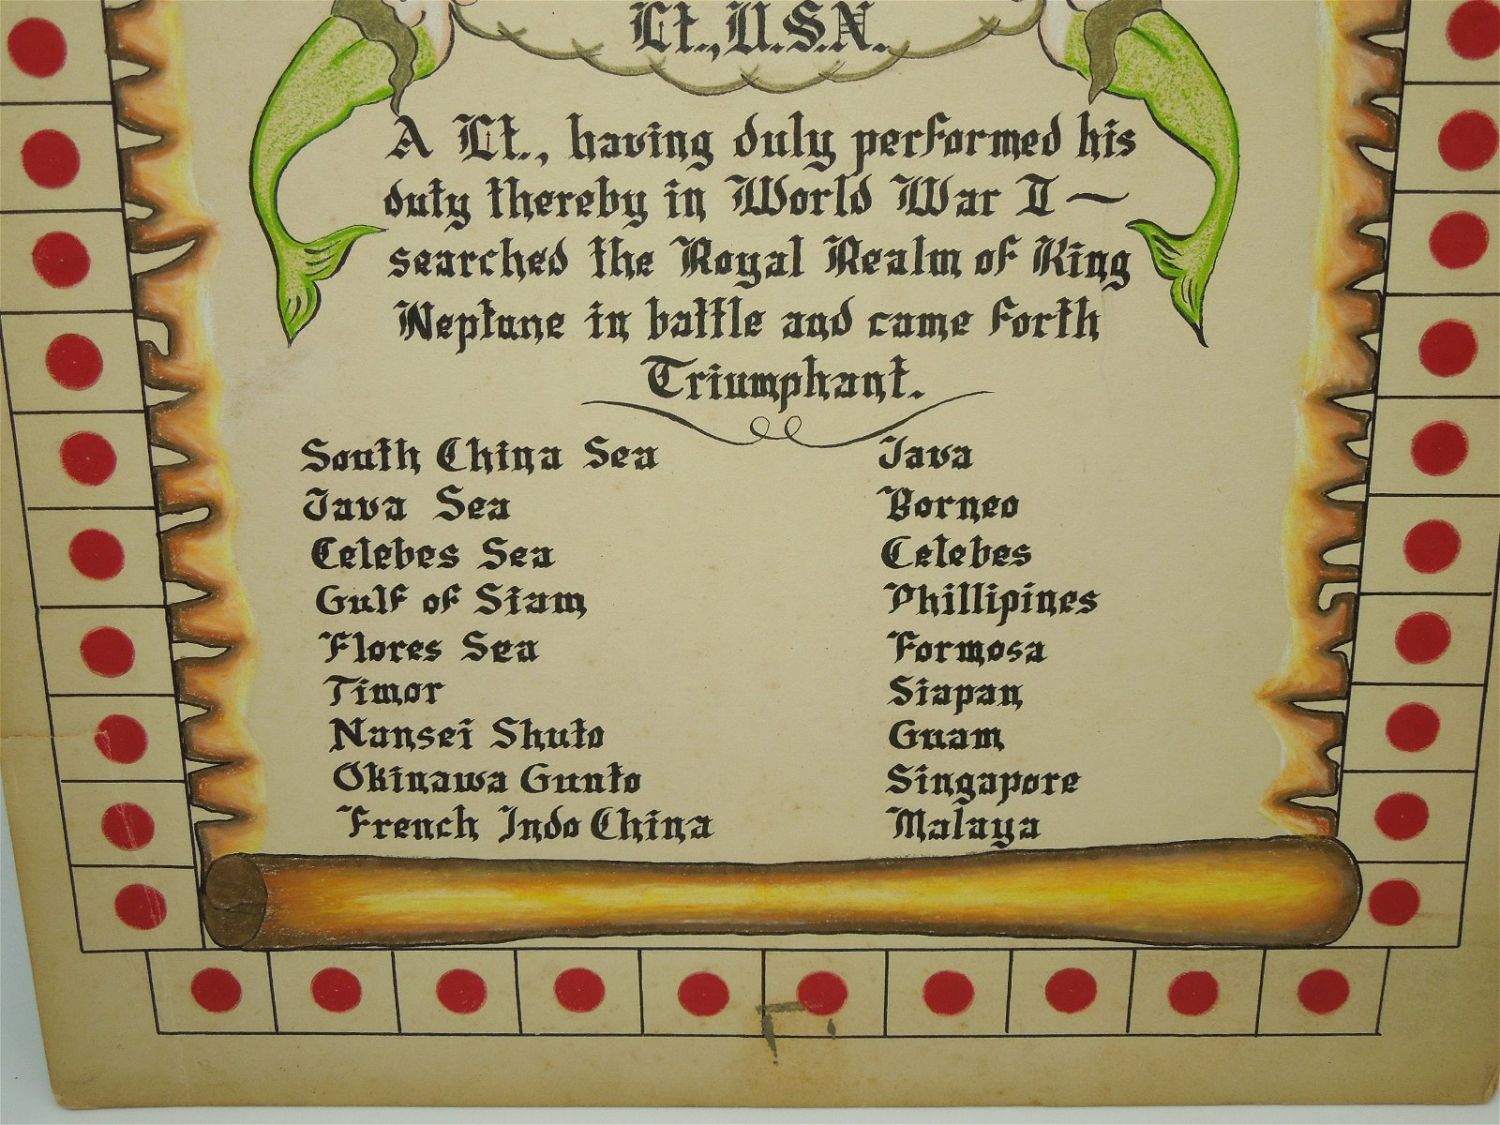 Lt., U.S.N.
A Lt., having duly performed his
duty thereby in World War II —
searched the Royal Realm of King
Neptune in battle and came forth
Triumphant.
South China Sea
Java Sea
Celebes Sea
Gulf of Siam
Flores Sea
Timor
Nansei Shuto
Okinawa Gunto
French Indo China
Java
Borneo
Celebes
Phillipines
Formosa
Siapan
Guam
Singapore
Malaya